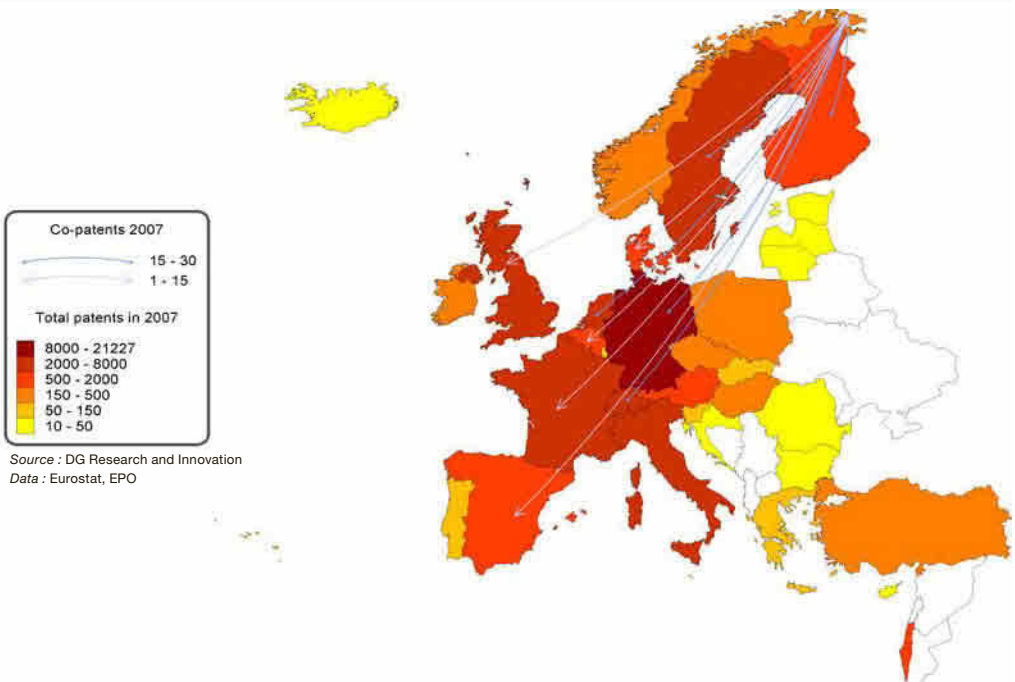 Co-patents 2007
15 - 30
1 - 15
Total patents in 2007
8000 - 21227
2000 - 8000
500 - 2000
150 - 500
50 - 150
10 - 50
Source : DG Research and Innovation
Data : Eurostat, EPO